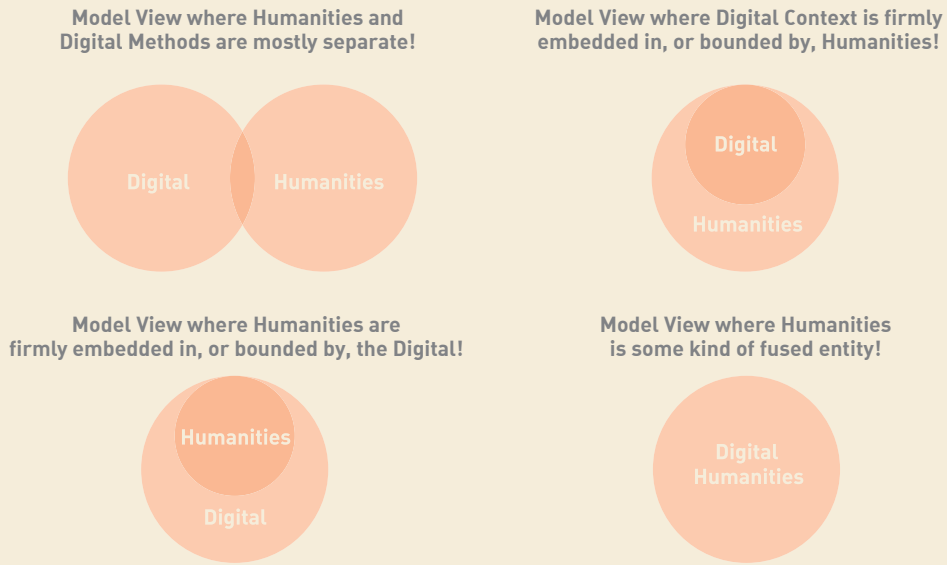 Model View where Humanities and
Digital Methods are mostly separate!
Digital
Humanities
Model View where Digital Context is firmly
embedded in, or bounded by, Humanities!
Digital
Humanities
Model View where Humanities are
firmly embedded in, or bounded by, the Digital!
Humanities
Digital
Model View where Humanities
is some kind of fused entity!
Digital
Humanities